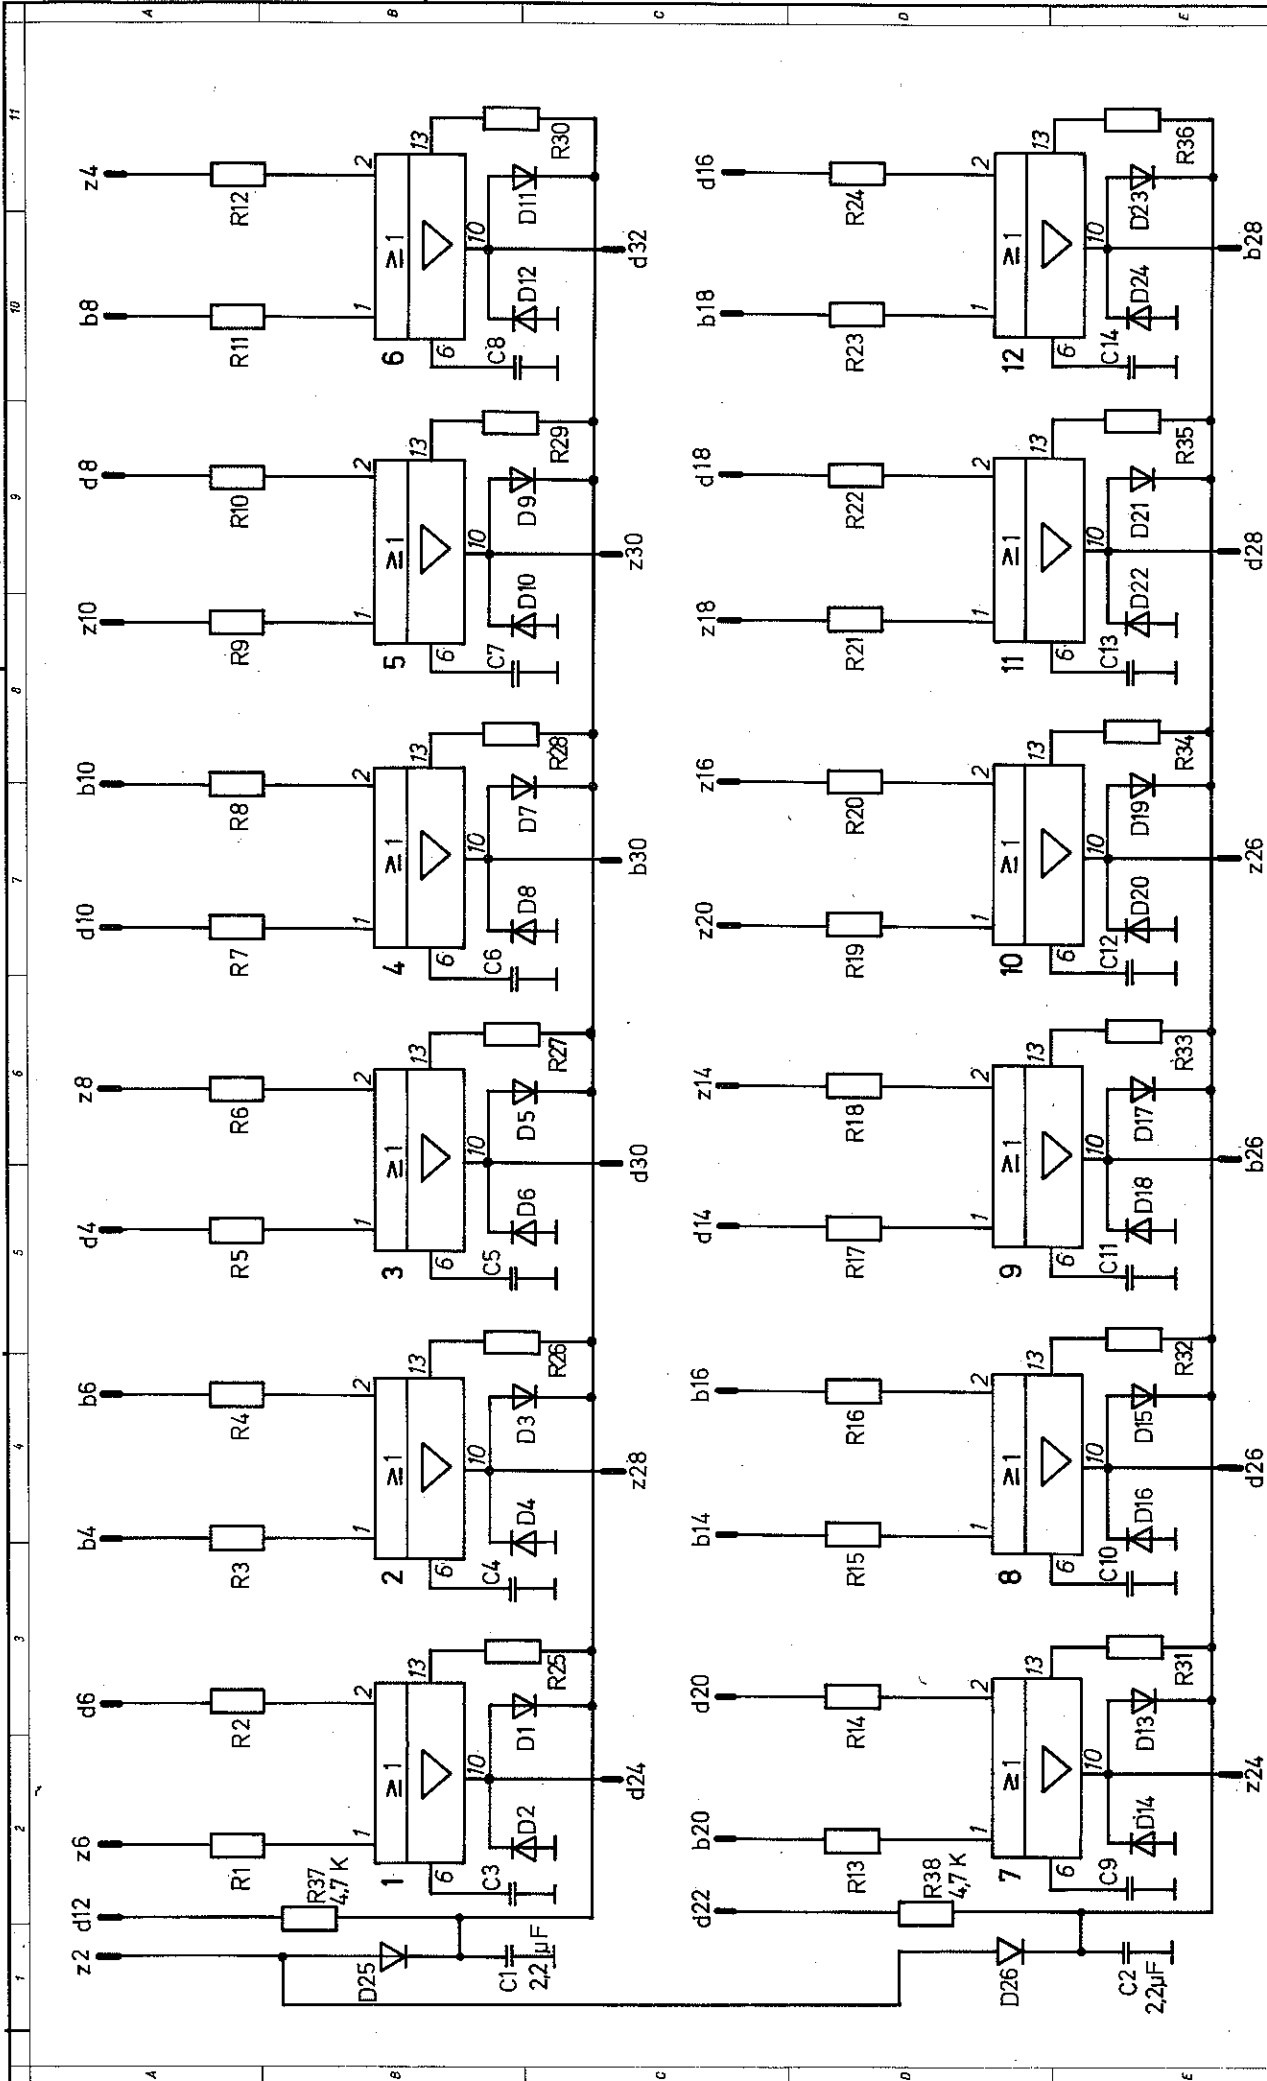 1 2 3 4 5 6 7 8 9 10 11
A
B
C
D
E
z2 d12 z6 d6 b4 b6 d4 z8 d10 b10 z10 d8 b8 z4
R1 R2 R3 R4 R5 R6 R7 R8 R9 R10 R11 R12
R37
4,7 K
D25
1 2 1 2 1 2 1 2 1 2 1 2
≥1 ≥1 ≥1 ≥1 ≥1 ≥1
1 2 3 4 5 6
6 10 13 6 10 13 6 10 13 6 10 13 6 10 13 6 10 13
C1
2,2 µF
C3 D2 D1 R25 C4 D4 D3 R26 C5 D6 D5 R27 C6 D8 D7 R28 C7 D10 D9 R29 C8 D12 D11 R30
d24 z28 d30 b30 z30 d32
d22 b20 d20 b14 b16 d14 z14 z20 z16 z18 d18 b18 d16
R13 R14 R15 R16 R17 R18 R19 R20 R21 R22 R23 R24
R38
4,7 K
D26
1 2 1 2 1 2 1 2 1 2 1 2
≥1 ≥1 ≥1 ≥1 ≥1 ≥1
7 8 9 10 11 12
6 10 13 6 10 13 6 10 13 6 10 13 6 10 13 6 10 13
C2
2,2µF
C9 D14 D13 R31 C10 D16 D15 R32 C11 D18 D17 R33 C12 D20 D19 R34 C13 D22 D21 R35 C14 D24 D23 R36
z24 d26 b26 z26 d28 b28
A
B
C
D
E